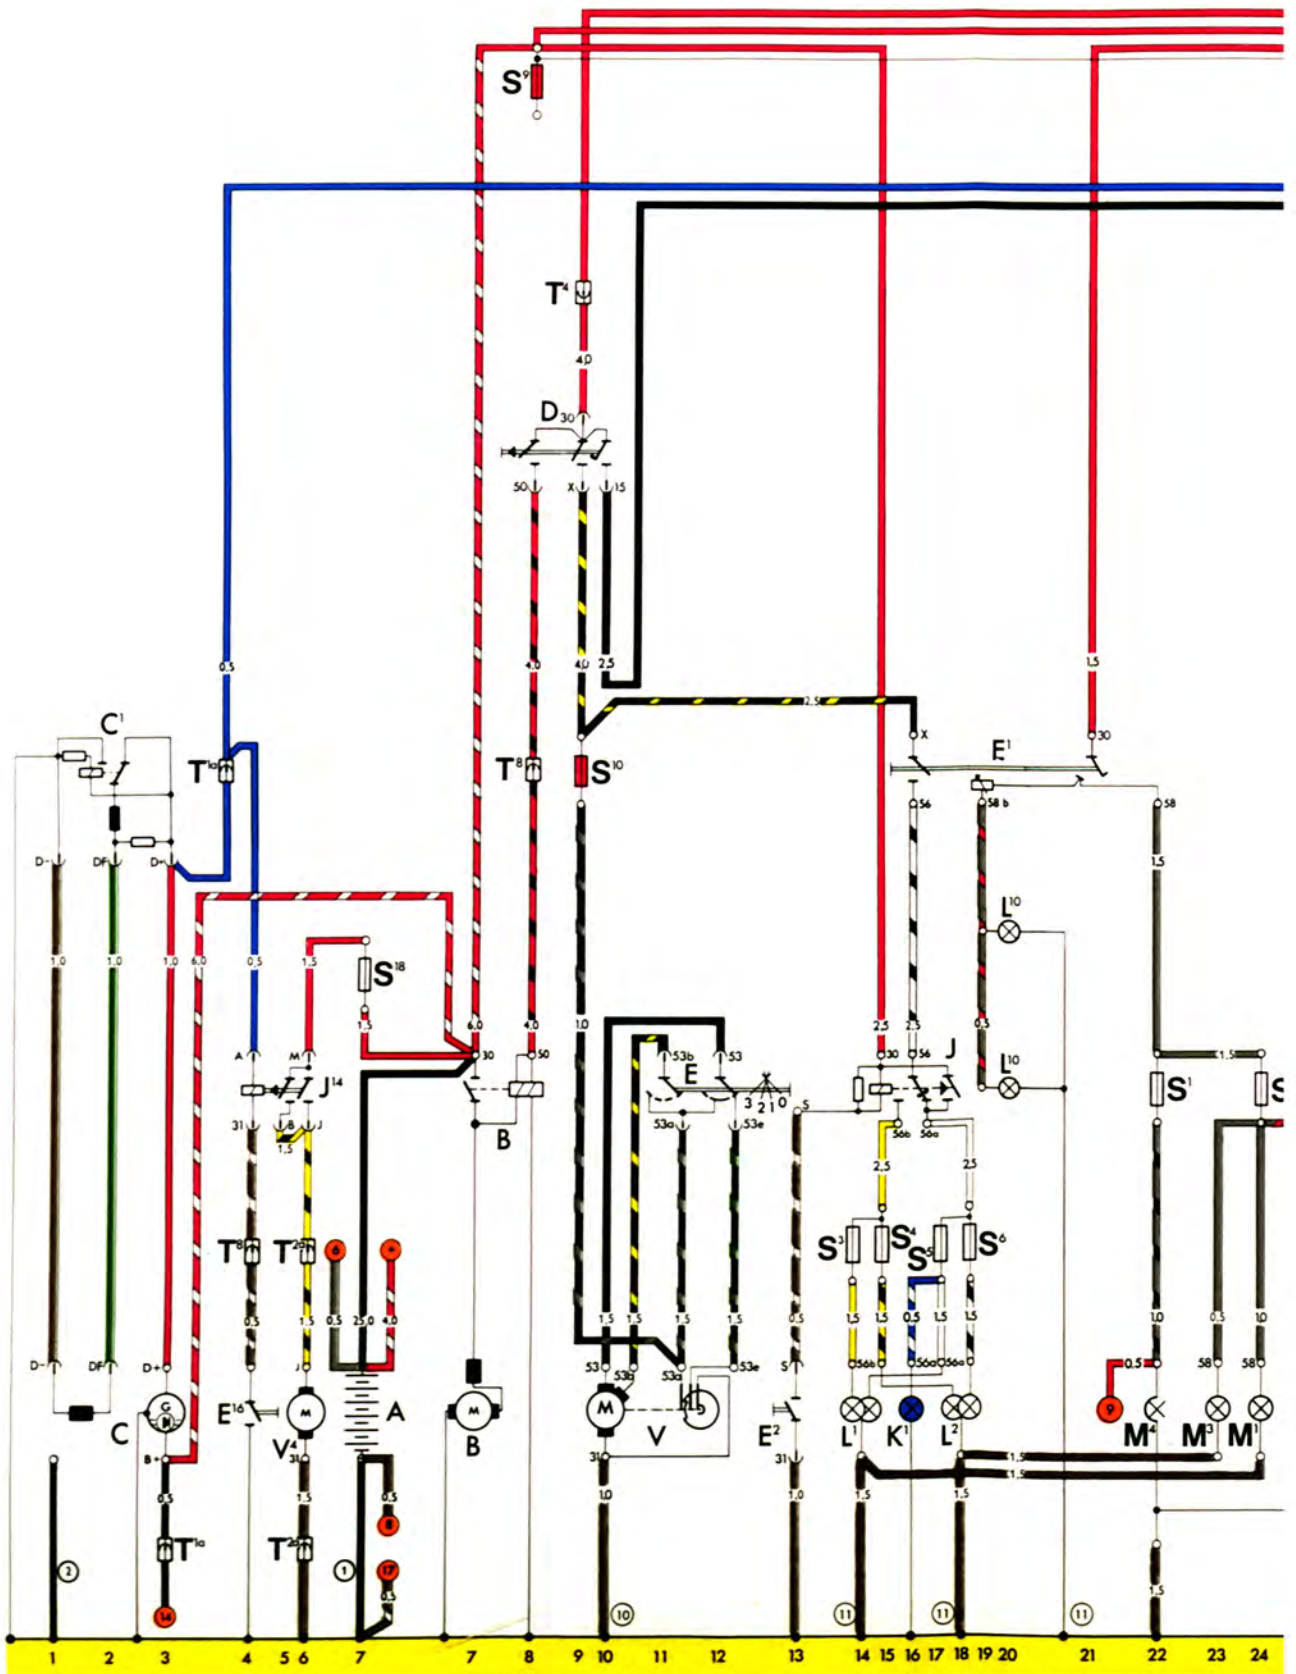 S⁹
T⁴
4,0
D 30
50 X 15
0,5
4,0 4,0 2,5
1,5
2,5
C¹
T¹ᵃ
T⁸
S¹⁰
X
E¹
30
56
58 b
58
D- DF D+
1,5
L¹⁰
1,0 1,0 1,0 6,0 0,5 1,5
S¹⁸
1,5 6,0 4,0 1,0
2,5 2,5 0,5
A M
30
50
53b 53
E
30 56
J
L¹⁰
1,5
J¹⁴
S¹
S
31 B J
1,5
B
53a 53e
3 2 1 0
S
56b 56a
2,5 2,5
T⁸
T²ᵃ
6
+
S³ S⁴ S⁵ S⁶
0,5 1,5 0,5 25,0 4,0
1,5 1,5 1,5 1,5
0,5
1,5 1,5 0,5 1,5 1,5
1,0 0,5 1,0
D- DF D+
J
53 53b 53a 53e
S
56b 56a 56a
0,5
58 58
C
G
E¹⁶
M
V⁴
A
M
B
M
V
E²
L¹ K¹ L²
9
M⁴ M³ M¹
B+
31
31
31
1,5
1,5
0,5
1,5
0,5
1,0
1,0
1,5
1,5
8
T¹ᵃ
T²ᵃ
2
1
17
0,5
14
10
11
11
11
1,5
1 2 3 4 5 6 7 7 8 9 10 11 12 13 14 15 16 17 18 19 20 21 22 23 24